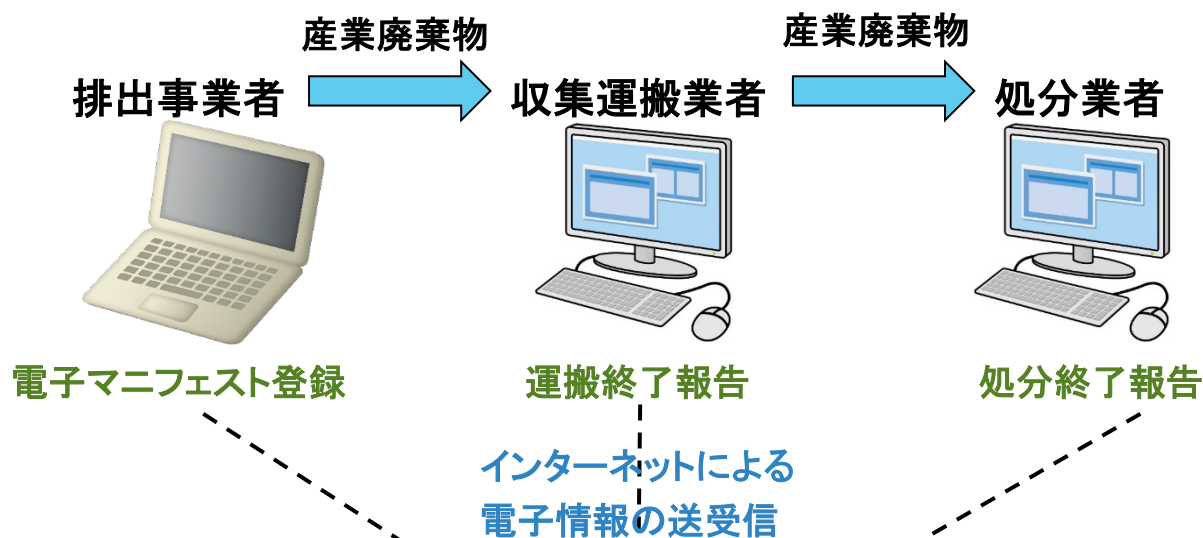 産業廃棄物
産業廃棄物
排出事業者
収集運搬業者
処分業者
電子マニフェスト登録
運搬終了報告
処分終了報告
インターネットによる
電子情報の送受信